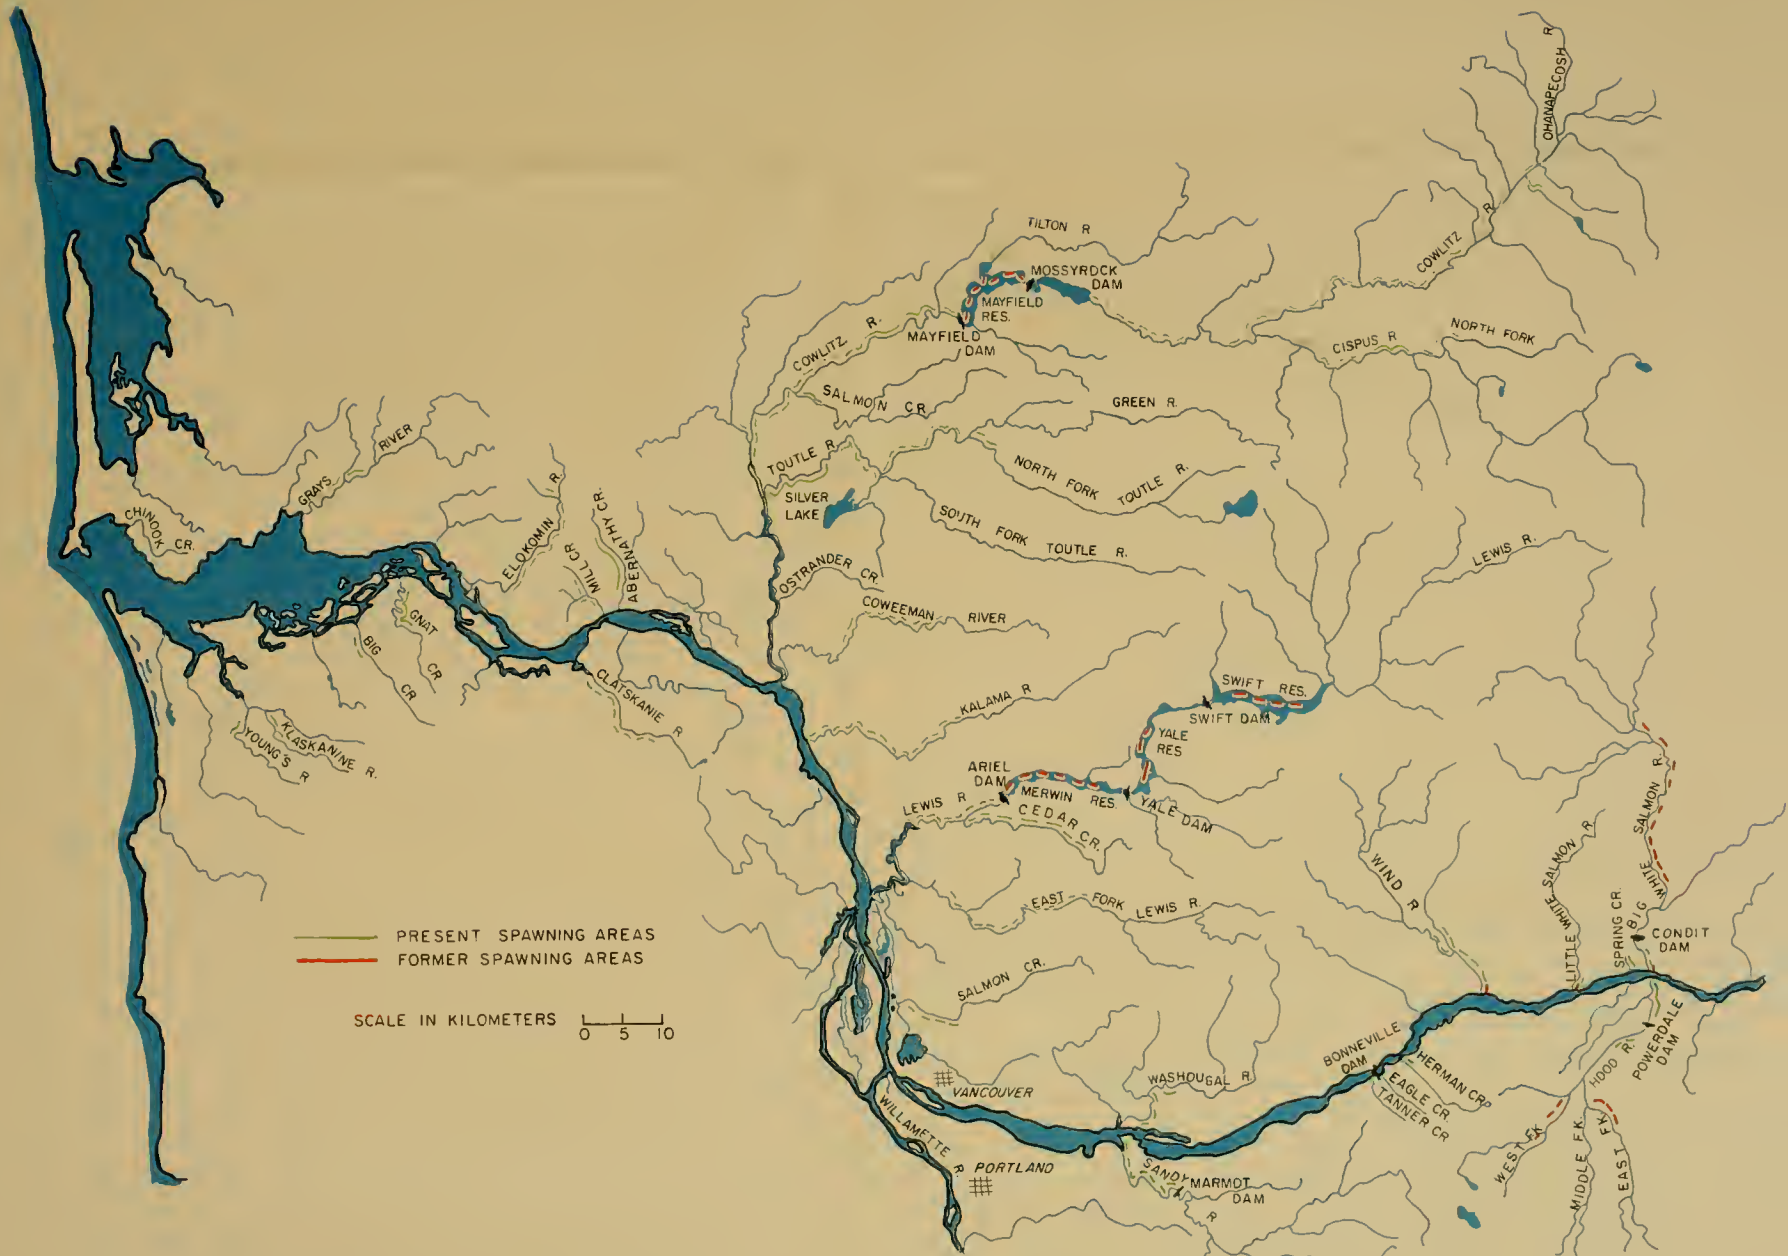 OHANAPECOSH R
TILTON R
COWLITZ R
MOSSYROCK
DAM
MAYFIELD
RES.
MAYFIELD
DAM
COWLITZ R.
CISPUS R
NORTH FORK
SALMON CR
GREEN R.
GRAYS RIVER
TOUTLE R
NORTH FORK TOUTLE R.
SILVER
LAKE
SOUTH FORK TOUTLE R.
CHINOOK CR.
ELOKOMIN R.
MILL CR
ABERNATHY CR.
OSTRANDER CR.
LEWIS R.
COWEEMAN RIVER
GNAT CR
BIG CR
CLATSKANIE R
KLASKANINE R.
YOUNG'S R
KALAMA R
SWIFT RES.
SWIFT DAM
YALE
RES
ARIEL
DAM
MERWIN RES.
YALE DAM
LEWIS R
CEDAR CR.
EAST FORK LEWIS R.
WIND R
LITTLE WHITE SALMON R
SPRING CR.
BIG WHITE SALMON R.
CONDIT
DAM
PRESENT SPAWNING AREAS
FORMER SPAWNING AREAS
SCALE IN KILOMETERS
0 5 10
SALMON CR.
VANCOUVER
WASHOUGAL R.
BONNEVILLE
DAM
HERMAN CR
EAGLE CR.
TANNER CR
HOOD R.
POWERDALE
DAM
WILLAMETTE R.
PORTLAND
SANDY R
MARMOT
DAM
WEST FK
MIDDLE FK.
EAST FK